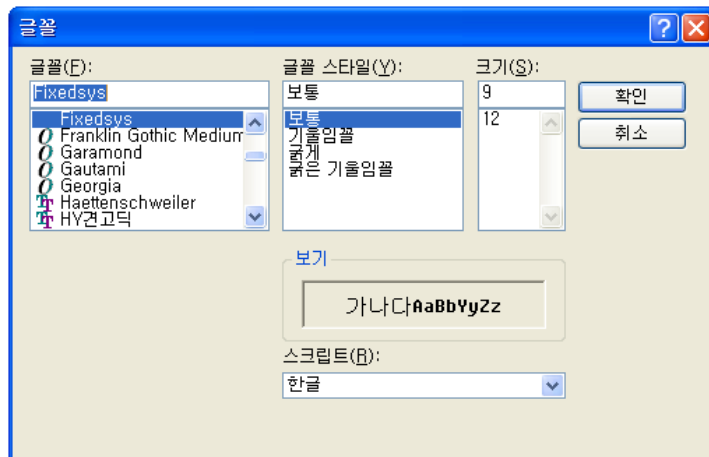 글꼴
글꼴(F):
Fixedsys
Fixedsys
Franklin Gothic Medium
Garamond
Gautami
Georgia
Haettenschweiler
HY견고딕
글꼴 스타일(Y):
보통
보통
기울임꼴
굵게
굵은 기울임꼴
크기(S):
9
12
확인
취소
보기
가나다AaBbYyZz
스크립트(R):
한글